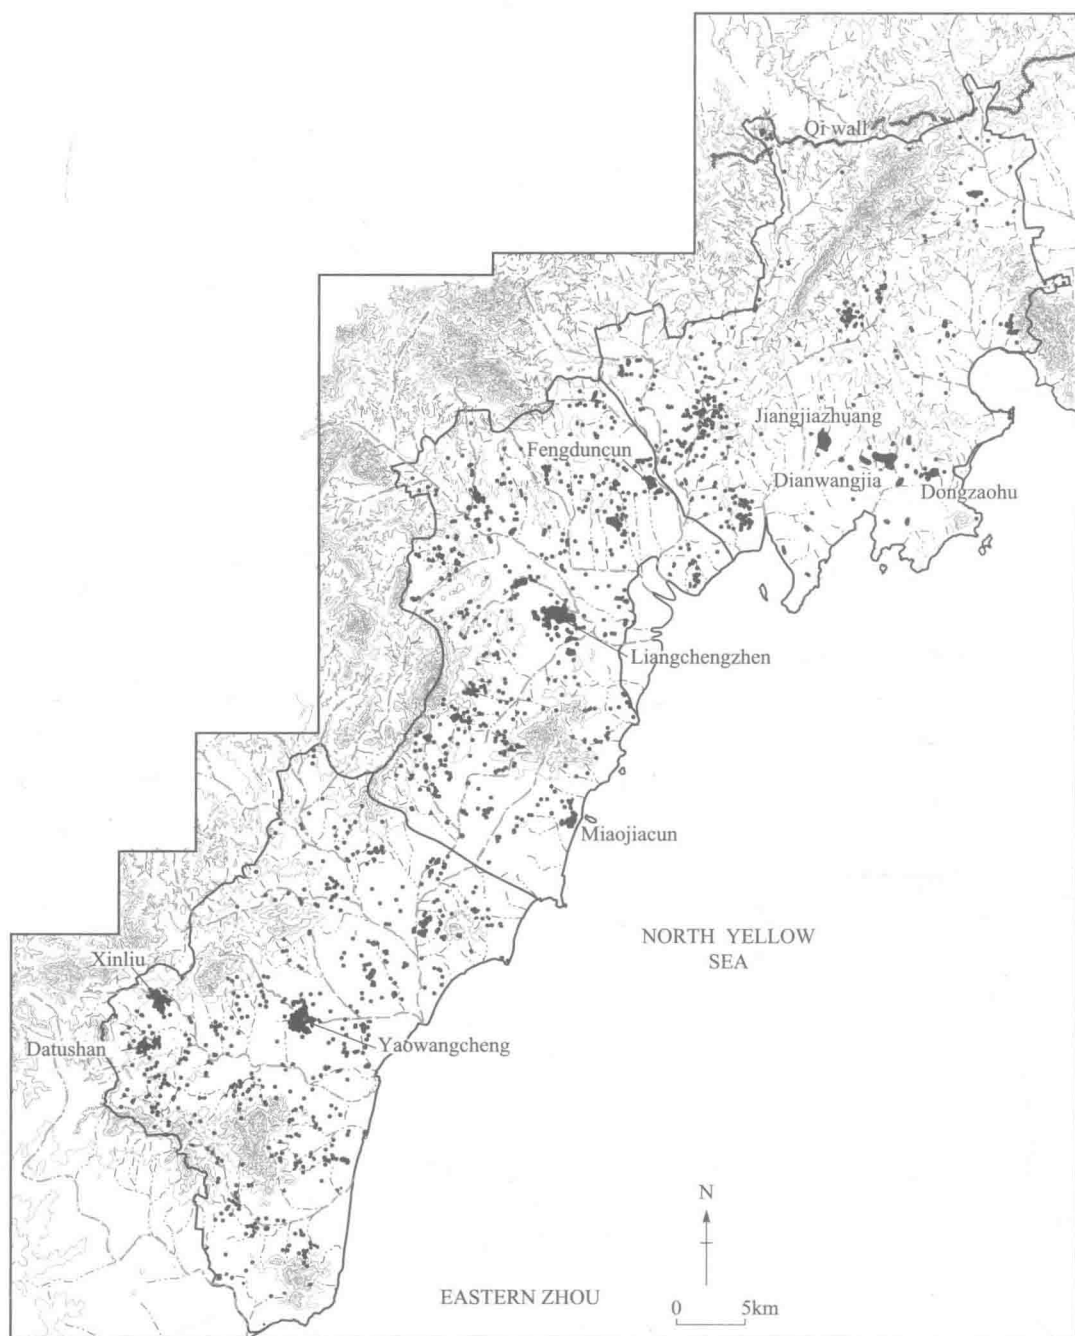 Qi wall
Jiangjiazhuang
Fengduncun
Dianwangjia
Dongzaohu
Liangchengzhen
Miaojiacun
NORTH YELLOW
SEA
Xinliu
Datushan
Yaowangcheng
N
EASTERN ZHOU
0 5km